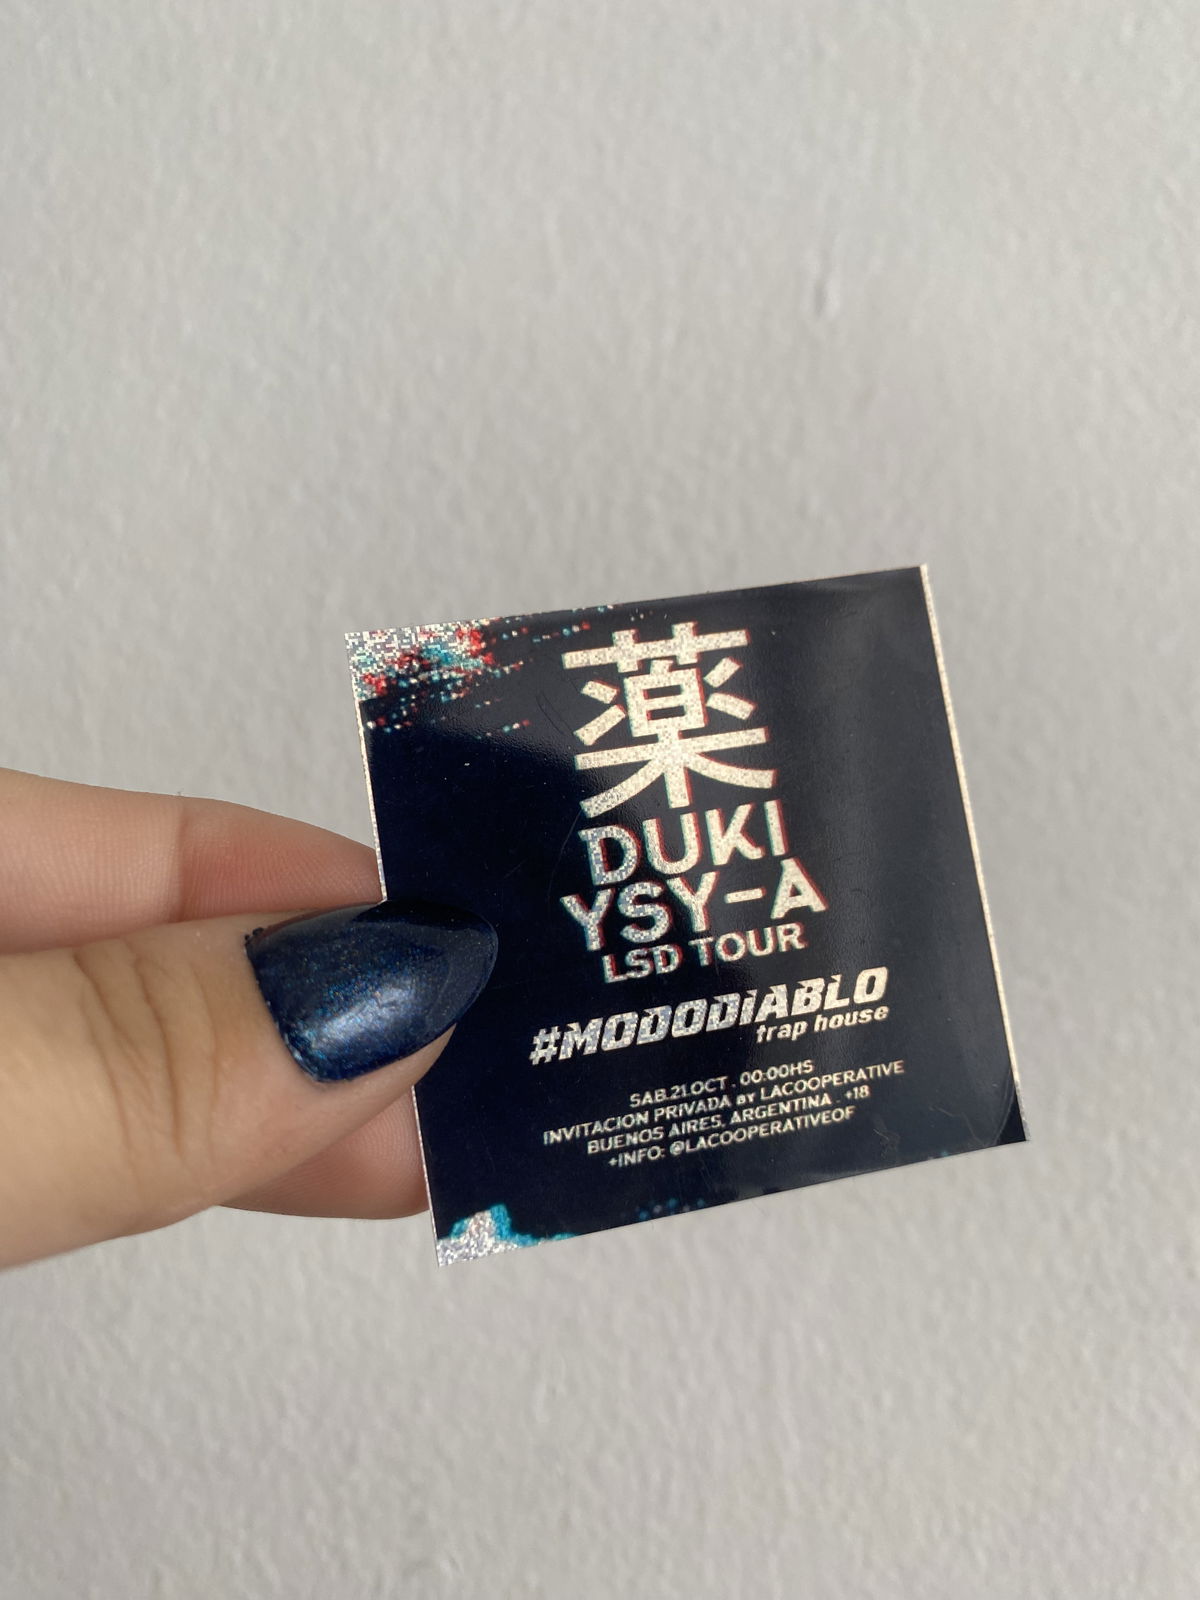 薬
DUKI
YSY-A
LSD TOUR
#MODODiABLO
trap house
SAB.21.OCT . 00:00HS
INVITACION PRIVADA BY LACOOPERATIVE
BUENOS AIRES, ARGENTINA . +18
+INFO: @LACOOPERATIVEOF